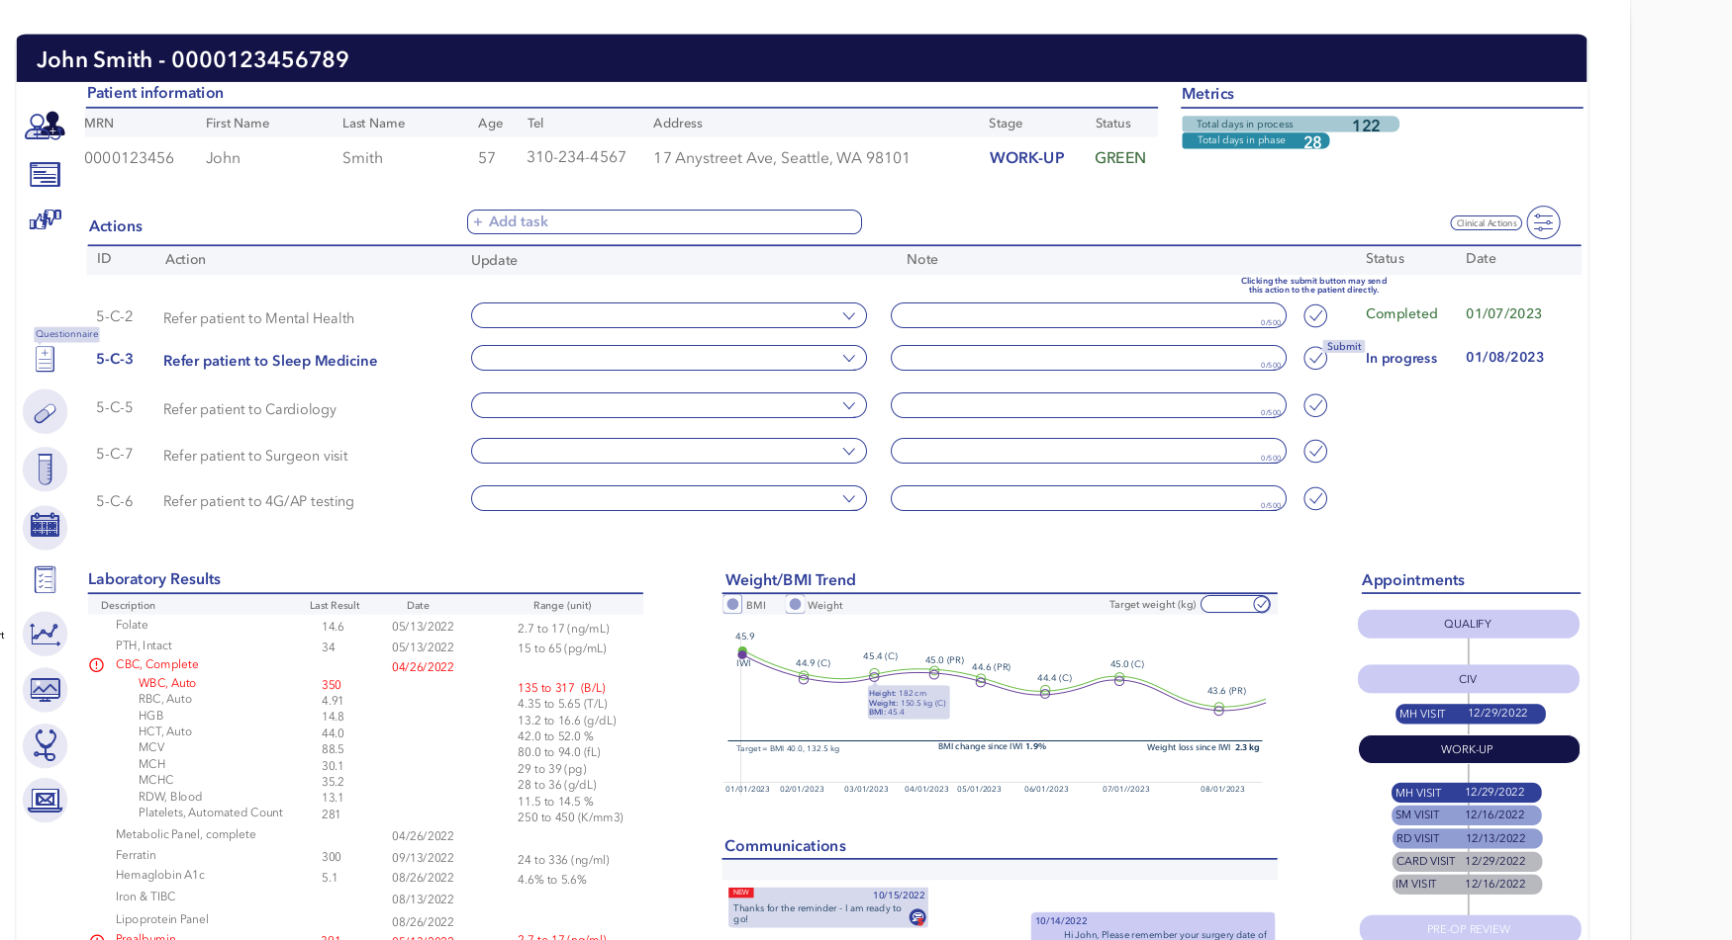 John Smith - 0000123456789
Patient information
Metrics
MRN First Name Last Name Age Tel Address Stage Status
0000123456 John Smith 57 310-234-4567 17 Anystreet Ave, Seattle, WA 98101 WORK-UP GREEN
Total days in process 122
Total days in phase 28
Actions
+ Add task
Clinical Actions
ID Action Update Note Status Date
Clicking the submit button may send
this action to the patient directly.
5-C-2 Refer patient to Mental Health 0/500 Completed 01/07/2023
Questionnaire
Submit
5-C-3 Refer patient to Sleep Medicine 0/500 In progress 01/08/2023
5-C-5 Refer patient to Cardiology 0/500
5-C-7 Refer patient to Surgeon visit 0/500
5-C-6 Refer patient to 4G/AP testing 0/500
Laboratory Results
Description Last Result Date Range (unit)
Folate 14.6 05/13/2022 2.7 to 17 (ng/mL)
PTH, Intact 34 05/13/2022 15 to 65 (pg/mL)
CBC, Complete 04/26/2022
WBC, Auto 350 135 to 317 (B/L)
RBC, Auto 4.91 4.35 to 5.65 (T/L)
HGB 14.8 13.2 to 16.6 (g/dL)
HCT, Auto 44.0 42.0 to 52.0 %
MCV 88.5 80.0 to 94.0 (fL)
MCH 30.1 29 to 39 (pg)
MCHC 35.2 28 to 36 (g/dL)
RDW, Blood 13.1 11.5 to 14.5 %
Platelets, Automated Count 281 250 to 450 (K/mm3)
Metabolic Panel, complete 04/26/2022
Ferratin 300 09/13/2022 24 to 336 (ng/ml)
Hemaglobin A1c 5.1 08/26/2022 4.6% to 5.6%
Iron & TIBC 08/13/2022
Lipoprotein Panel 08/26/2022
Prealbumin 391 05/13/2022 2.7 to 17 (ng/mL)
Weight/BMI Trend
BMI Weight Target weight (kg)
45.9
IWI
44.9 (C)
45.4 (C)
45.0 (PR)
44.6 (PR)
44.4 (C)
45.0 (C)
43.6 (PR)
Height: 182 cm
Weight: 150.5 kg (C)
BMI: 45.4
Target = BMI 40.0, 132.5 kg BMI change since IWI 1.9% Weight loss since IWI 2.3 kg
01/01/2023 02/01/2023 03/01/2023 04/01/2023 05/01/2023 06/01/2023 07/01//2023 08/01/2023
Communications
NEW 10/15/2022
Thanks for the reminder - I am ready to
go!
10/14/2022
Hi John, Please remember your surgery date of
Appointments
QUALIFY
CIV
MH VISIT 12/29/2022
WORK-UP
MH VISIT 12/29/2022
SM VISIT 12/16/2022
RD VISIT 12/13/2022
CARD VISIT 12/29/2022
IM VISIT 12/16/2022
PRE-OP REVIEW